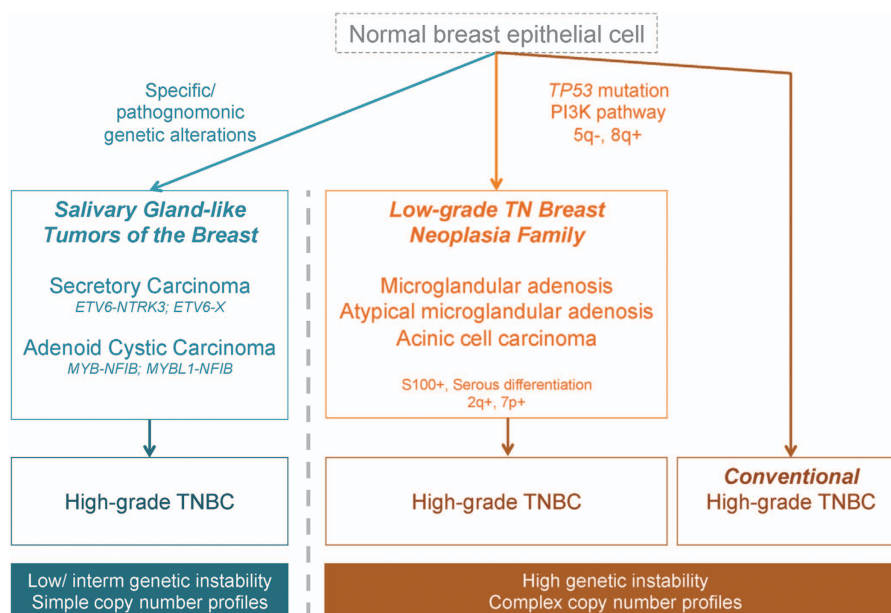 Normal breast epithelial cell
Specific/
pathognomonic
genetic alterations
TP53 mutation
PI3K pathway
5q-, 8q+
Salivary Gland-like
Tumors of the Breast
Secretory Carcinoma
ETV6-NTRK3; ETV6-X
Adenoid Cystic Carcinoma
MYB-NFIB; MYBL1-NFIB
Low-grade TN Breast
Neoplasia Family
Microglandular adenosis
Atypical microglandular adenosis
Acinic cell carcinoma
S100+, Serous differentiation
2q+, 7p+
High-grade TNBC
High-grade TNBC
Conventional
High-grade TNBC
Low/ interm genetic instability
Simple copy number profiles
High genetic instability
Complex copy number profiles